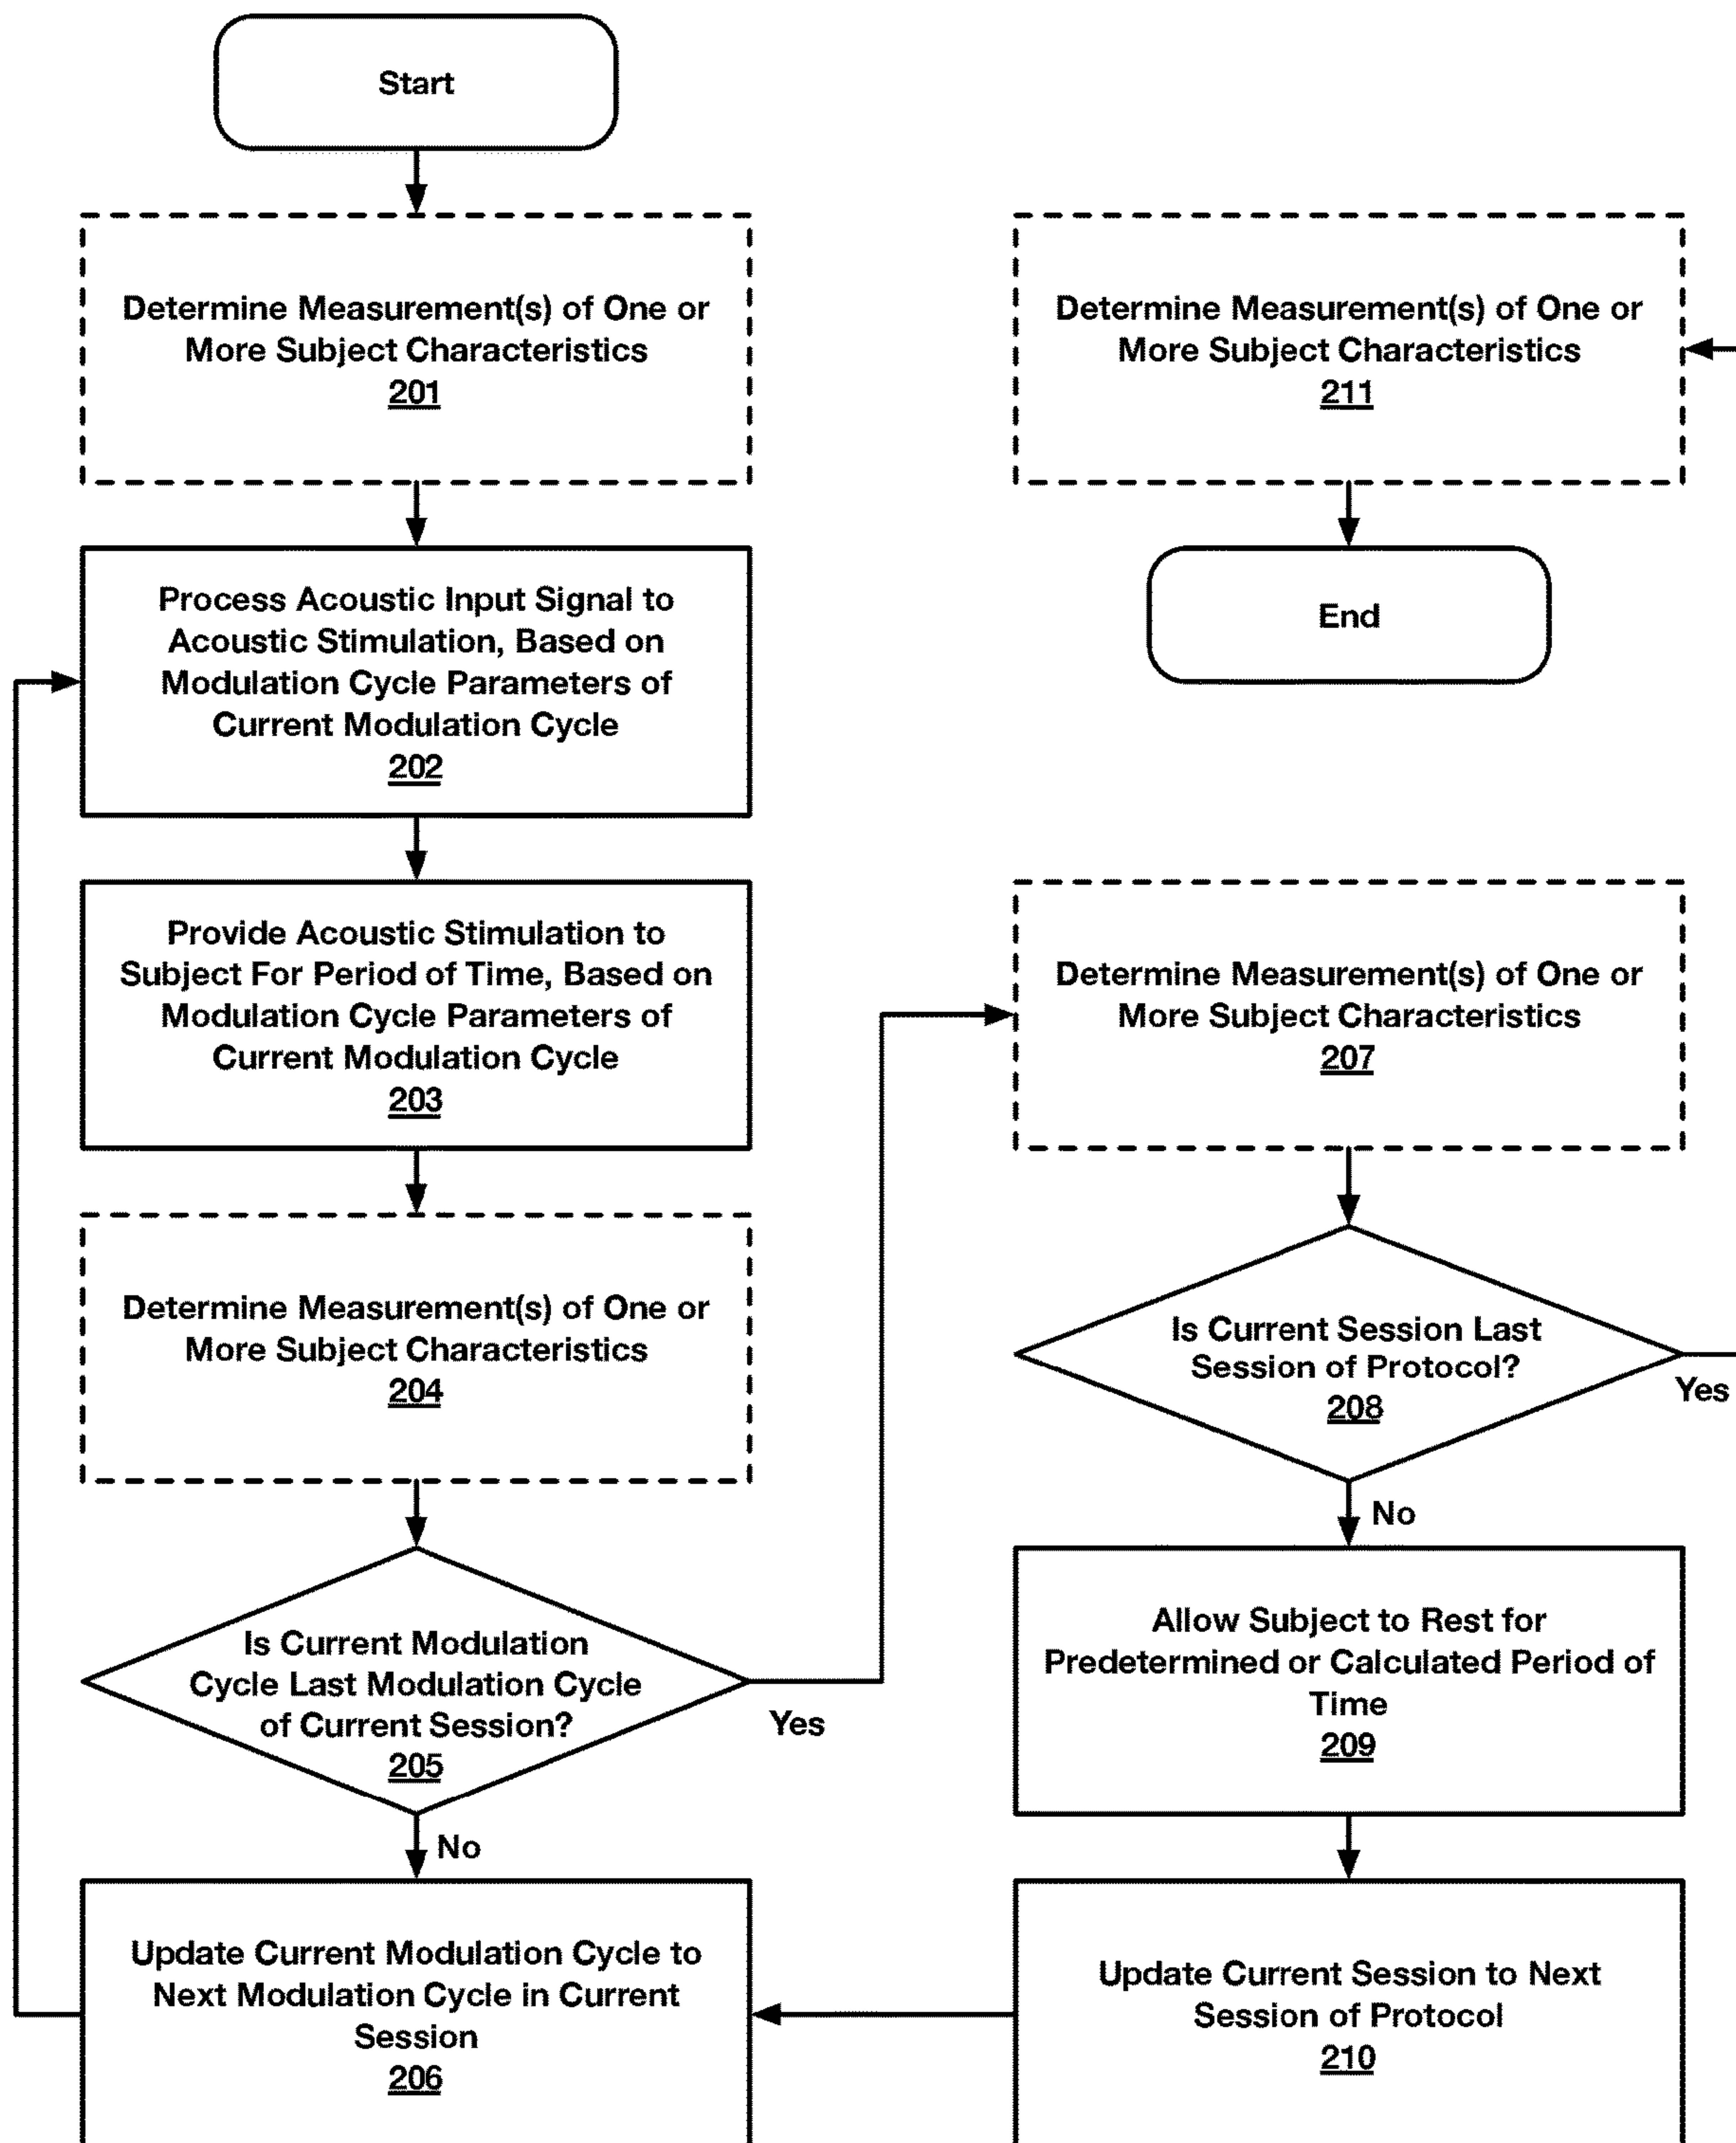 Start
Determine Measurement(s) of One or
More Subject Characteristics
201
Process Acoustic Input Signal to
Acoustic Stimulation, Based on
Modulation Cycle Parameters of
Current Modulation Cycle
202
Provide Acoustic Stimulation to
Subject For Period of Time, Based on
Modulation Cycle Parameters of
Current Modulation Cycle
203
Determine Measurement(s) of One or
More Subject Characteristics
204
Is Current Modulation
Cycle Last Modulation Cycle
of Current Session?
205
Yes
No
Update Current Modulation Cycle to
Next Modulation Cycle in Current
Session
206
Determine Measurement(s) of One or
More Subject Characteristics
207
Is Current Session Last
Session of Protocol?
208
Yes
No
Allow Subject to Rest for
Predetermined or Calculated Period of
Time
209
Update Current Session to Next
Session of Protocol
210
Determine Measurement(s) of One or
More Subject Characteristics
211
End